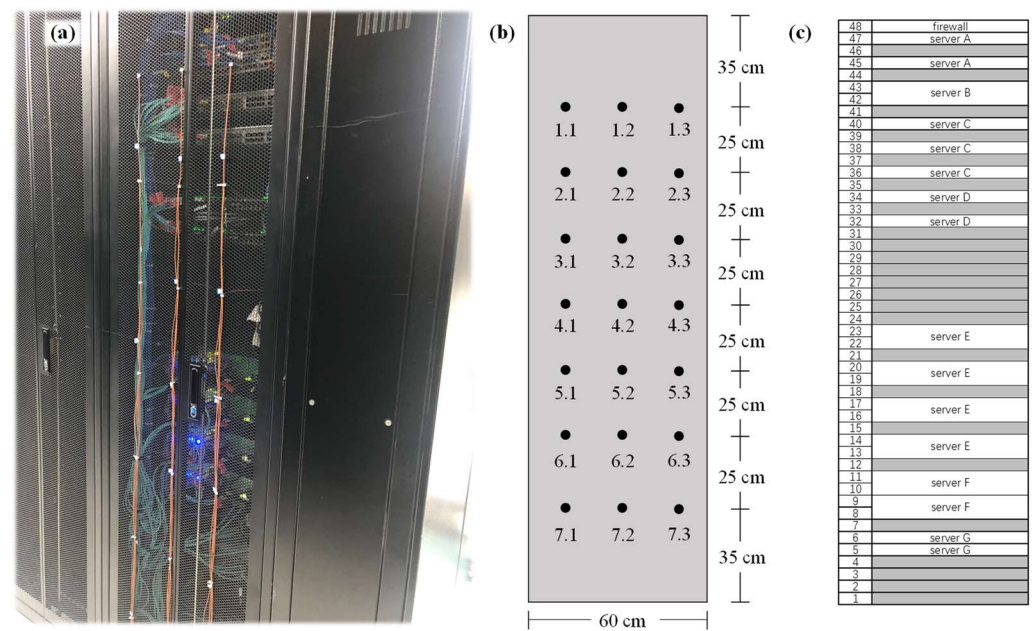 (a)
(b)
35 cm
1.1 1.2 1.3
25 cm
2.1 2.2 2.3
25 cm
3.1 3.2 3.3
25 cm
4.1 4.2 4.3
25 cm
5.1 5.2 5.3
25 cm
6.1 6.2 6.3
25 cm
7.1 7.2 7.3
35 cm
60 cm
(c)
48 firewall
47 server A
46
45 server A
44
43
server B
42
41
40 server C
39
38 server C
37
36 server C
35
34 server D
33
32 server D
31
30
29
28
27
26
25
24
23
server E
22
21
20
server E
19
18
17
server E
16
15
14
server E
13
12
11
server F
10
9
server F
8
7
6 server G
5 server G
4
3
2
1